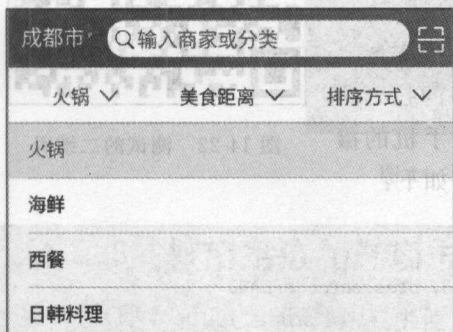 成都市 输入商家或分类
火锅 美食距离 排序方式
火锅
海鲜
西餐
日韩料理